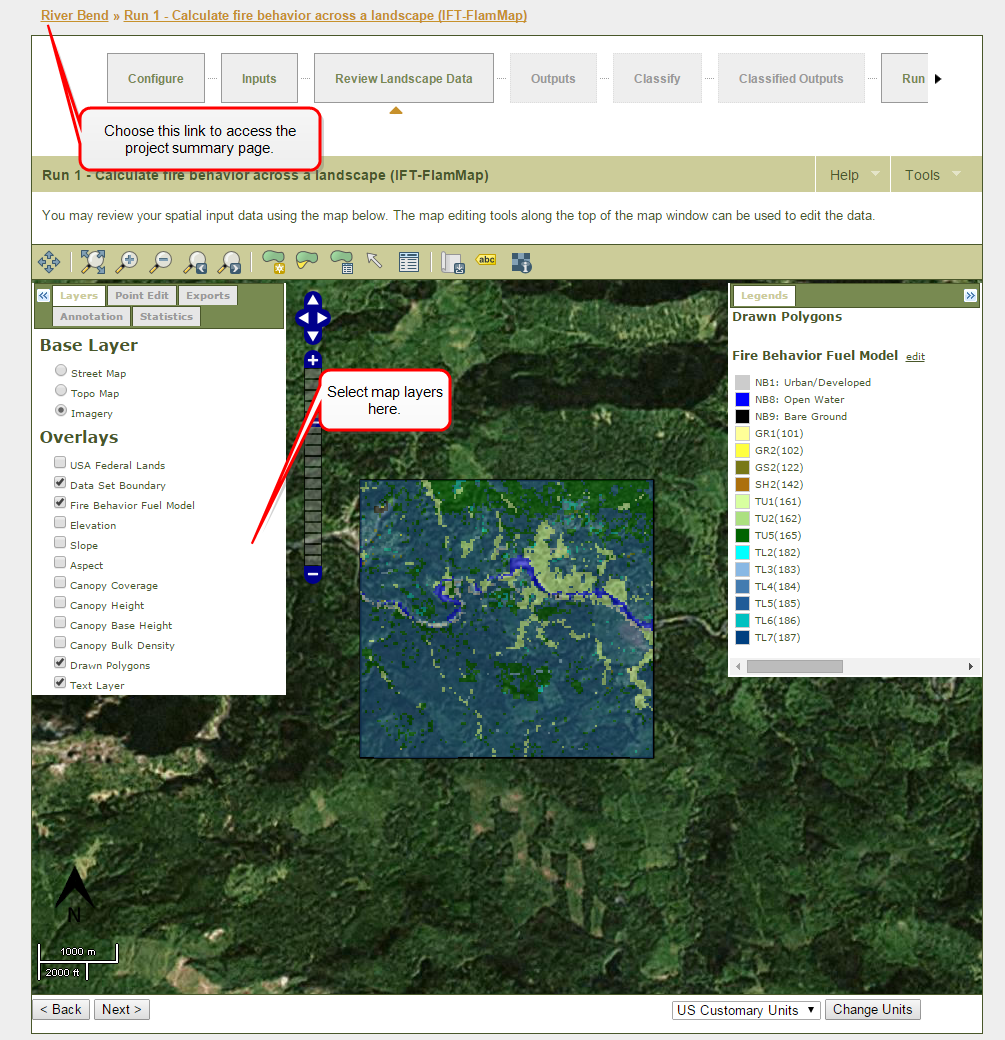 River Bend » Run 1 - Calculate fire behavior across a landscape (IFT-FlamMap)
Configure
Inputs
Review Landscape Data
Outputs
Classify
Classified Outputs
Run
Choose this link to access the
project summary page.
Run 1 - Calculate fire behavior across a landscape (IFT-FlamMap)
Help
Tools
You may review your spatial input data using the map below. The map editing tools along the top of the map window can be used to edit the data.
abc
Layers
Point Edit
Exports
Annotation
Statistics
Base Layer
Street Map
Topo Map
Imagery
Overlays
USA Federal Lands
Data Set Boundary
Fire Behavior Fuel Model
Elevation
Slope
Aspect
Canopy Coverage
Canopy Height
Canopy Base Height
Canopy Bulk Density
Drawn Polygons
Text Layer
Select map layers
here.
Legends
Drawn Polygons
Fire Behavior Fuel Model edit
NB1: Urban/Developed
NB8: Open Water
NB9: Bare Ground
GR1(101)
GR2(102)
GS2(122)
SH2(142)
TU1(161)
TU2(162)
TU5(165)
TL2(182)
TL3(183)
TL4(184)
TL5(185)
TL6(186)
TL7(187)
N
1000 m
2000 ft
< Back
Next >
US Customary Units
Change Units